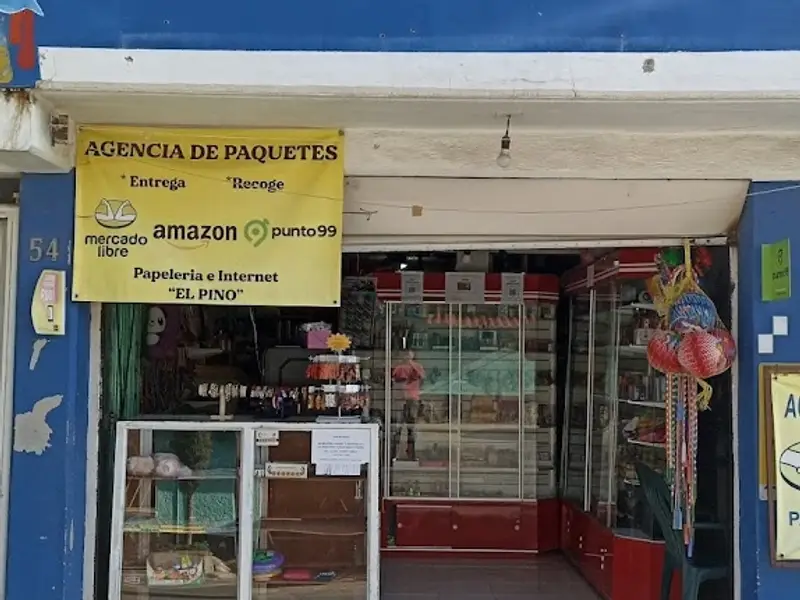 AGENCIA DE PAQUETES
*Entrega *Recoge
mercado libre
amazon
punto99
Papeleria e Internet
"EL PINO"
54